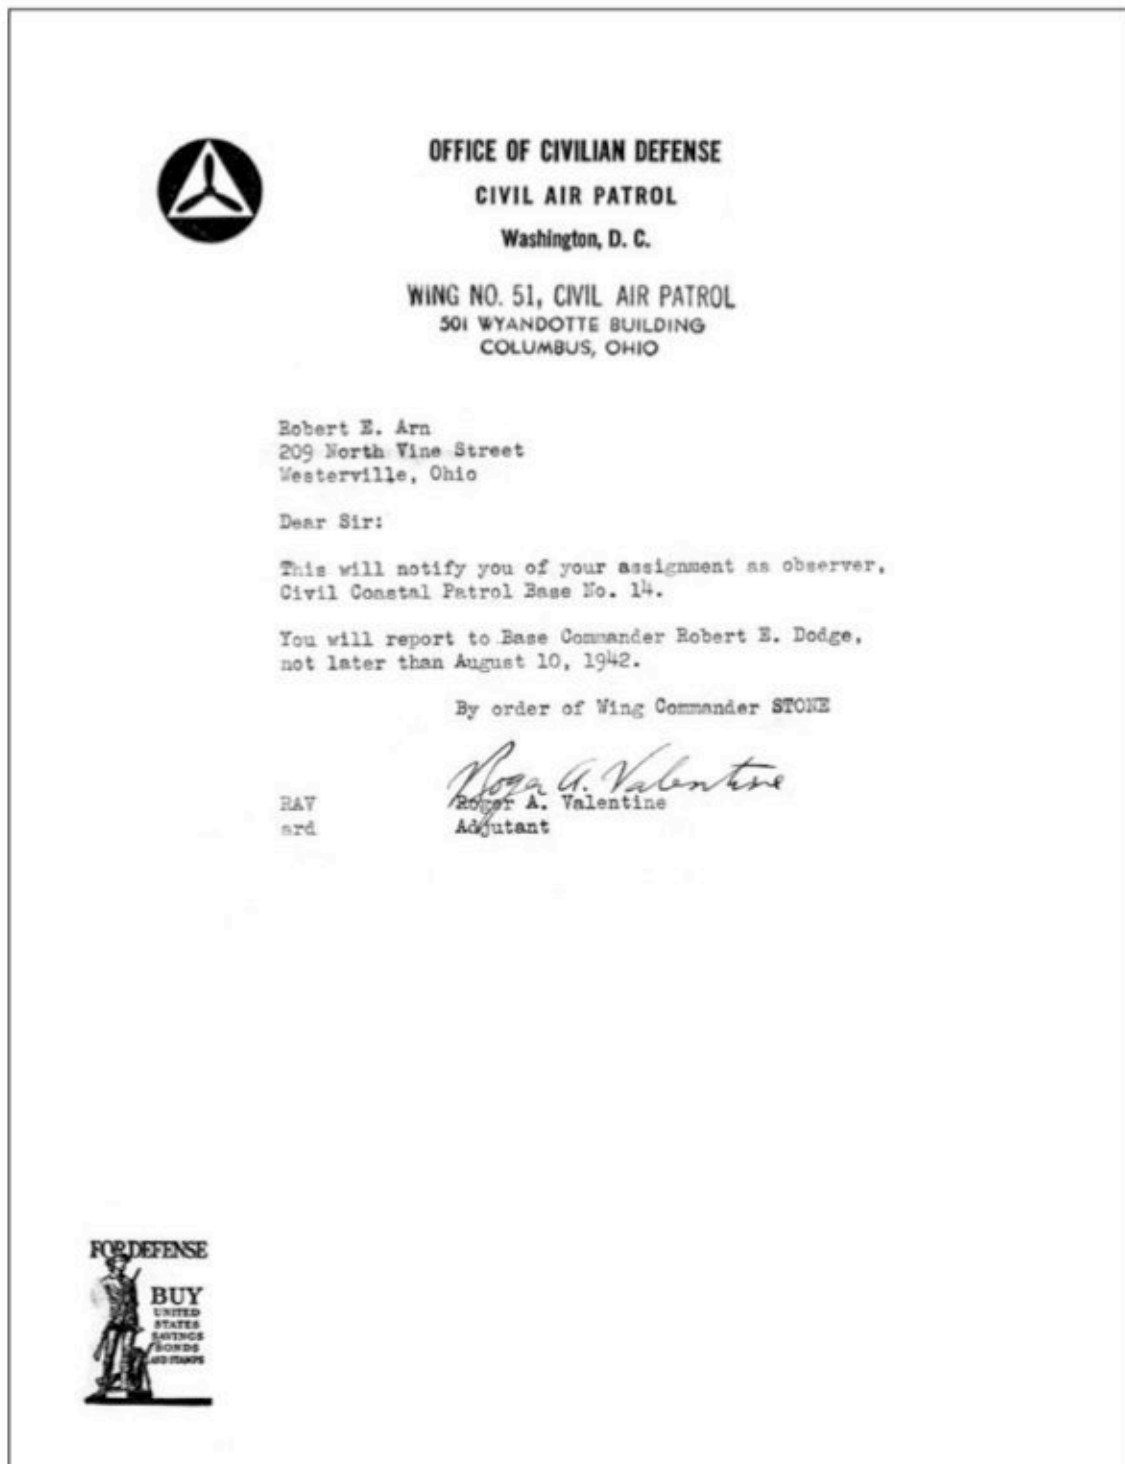 OFFICE OF CIVILIAN DEFENSE
CIVIL AIR PATROL
Washington, D. C.
WING NO. 51, CIVIL AIR PATROL
501 WYANDOTTE BUILDING
COLUMBUS, OHIO
Robert E. Arn
209 North Vine Street
Westerville, Ohio
Dear Sir:
This will notify you of your assignment as observer,
Civil Coastal Patrol Base No. 14.
You will report to Base Commander Robert E. Dodge,
not later than August 10, 1942.
By order of Wing Commander STONE
Roger A. Valentine
RAV Roger A. Valentine
ard Adjutant
FOR DEFENSE
BUY
UNITED
STATES
SAVINGS
BONDS
AND STAMPS